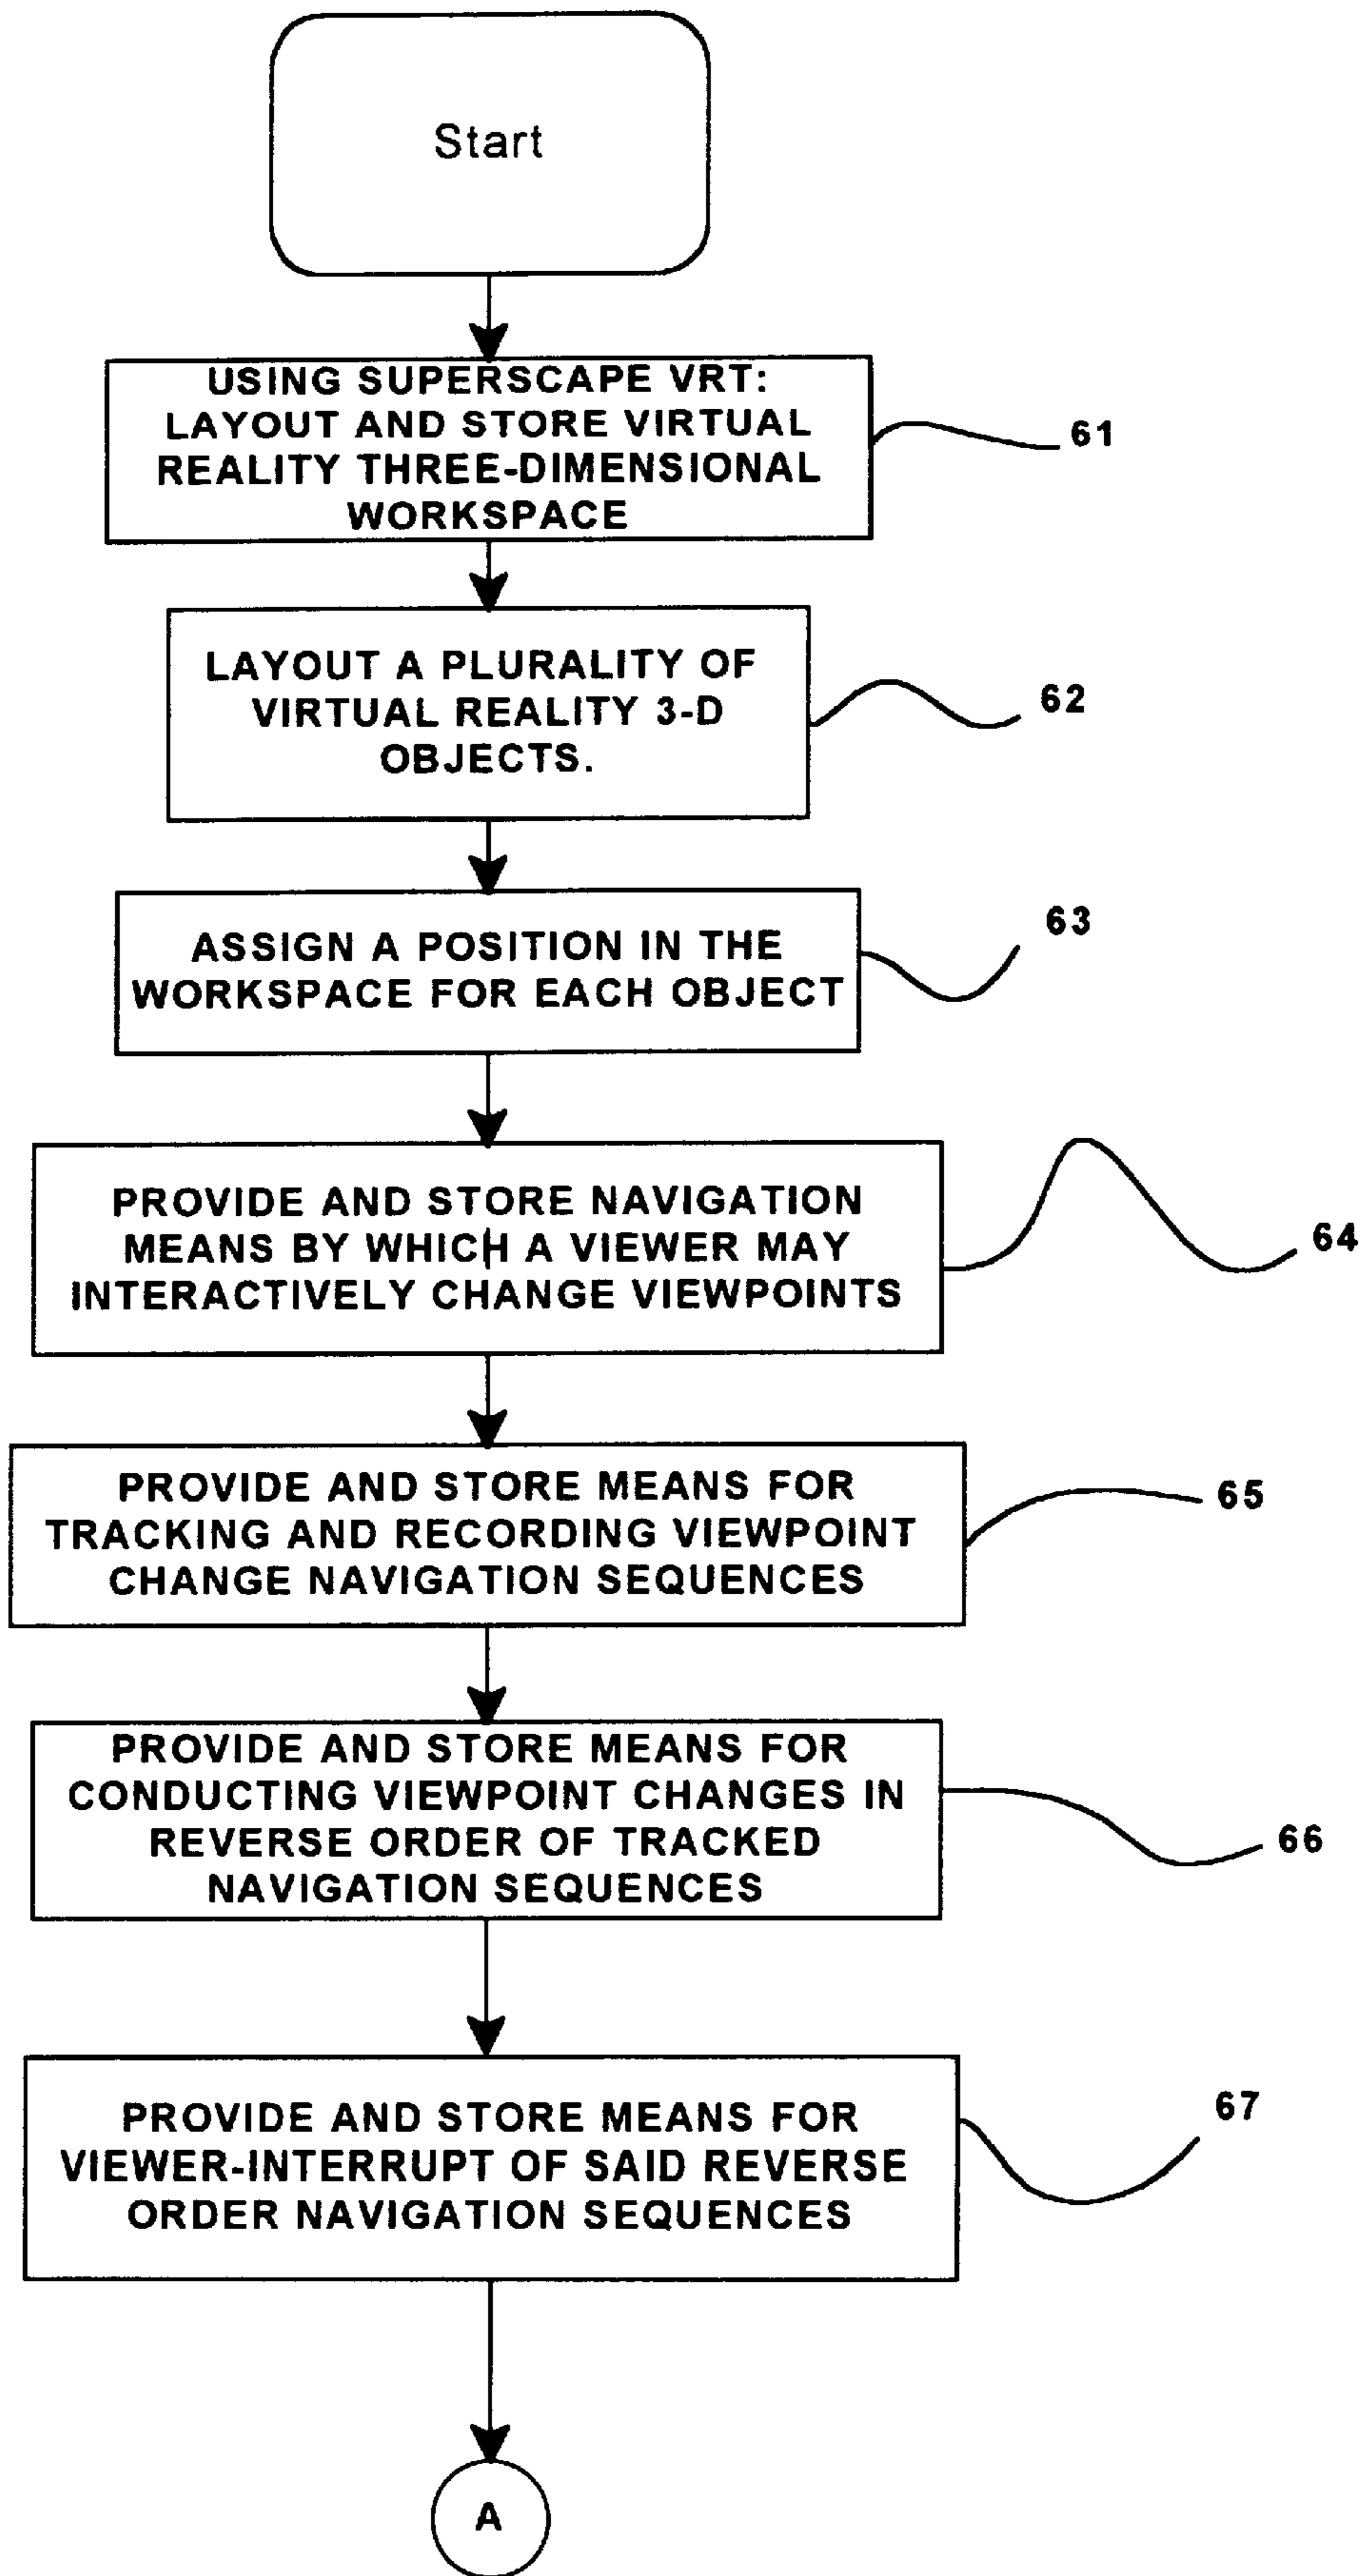 Start
USING SUPERSCAPE VRT:
LAYOUT AND STORE VIRTUAL
REALITY THREE-DIMENSIONAL
WORKSPACE
61
LAYOUT A PLURALITY OF
VIRTUAL REALITY 3-D
OBJECTS.
62
ASSIGN A POSITION IN THE
WORKSPACE FOR EACH OBJECT
63
PROVIDE AND STORE NAVIGATION
MEANS BY WHICH A VIEWER MAY
INTERACTIVELY CHANGE VIEWPOINTS
64
PROVIDE AND STORE MEANS FOR
TRACKING AND RECORDING VIEWPOINT
CHANGE NAVIGATION SEQUENCES
65
PROVIDE AND STORE MEANS FOR
CONDUCTING VIEWPOINT CHANGES IN
REVERSE ORDER OF TRACKED
NAVIGATION SEQUENCES
66
PROVIDE AND STORE MEANS FOR
VIEWER-INTERRUPT OF SAID REVERSE
ORDER NAVIGATION SEQUENCES
67
A